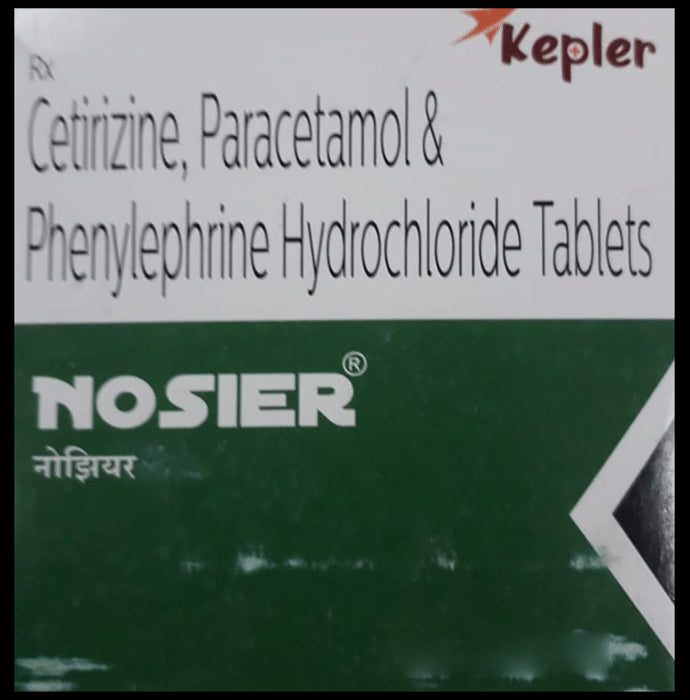 Kepler
Rx
Cetirizine, Paracetamol &
Phenylephrine Hydrochloride Tablets
NOSIER®
नोझियर